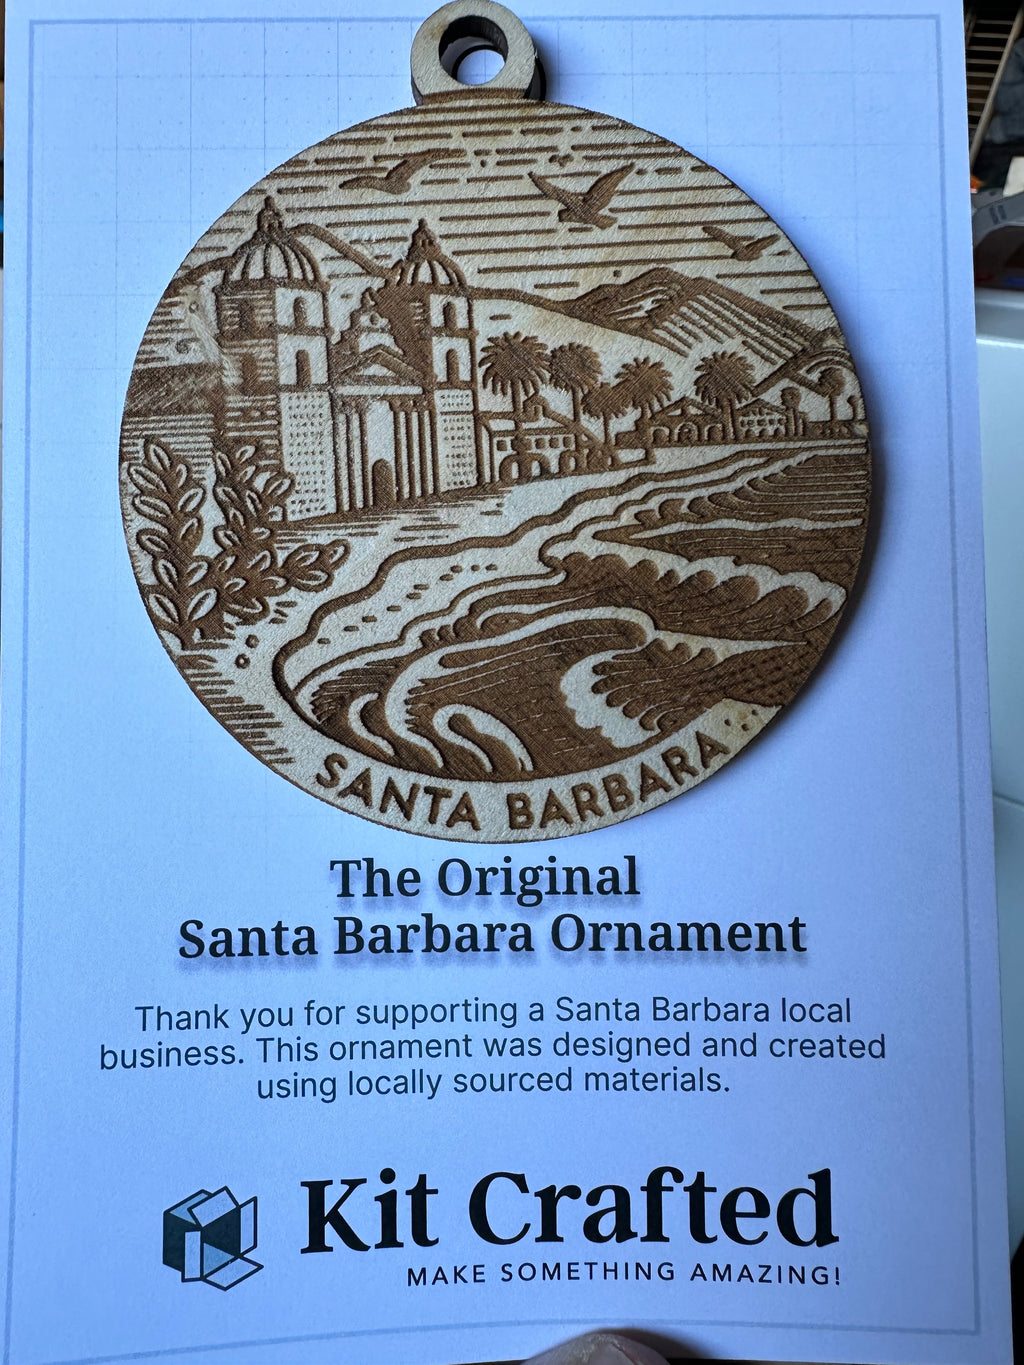 SANTA BARBARA
The Original
Santa Barbara Ornament
Thank you for supporting a Santa Barbara local
business. This ornament was designed and created
using locally sourced materials.
Kit Crafted
MAKE SOMETHING AMAZING!